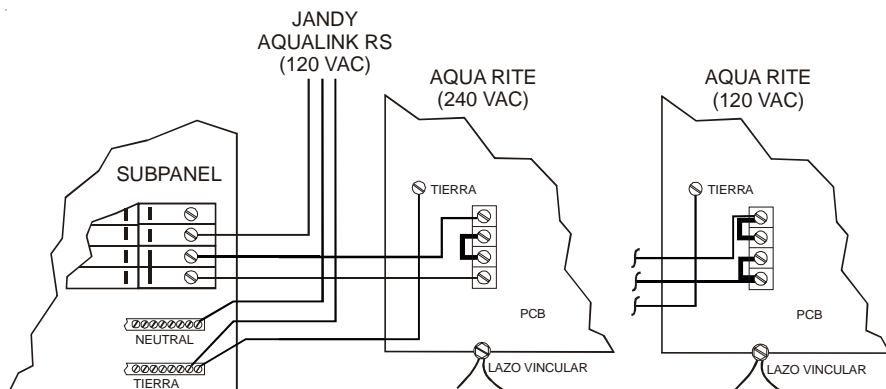 JANDY
AQUALINK RS
(120 VAC)
AQUA RITE
(240 VAC)
AQUA RITE
(120 VAC)
SUBPANEL
TIERRA
TIERRA
PCB
PCB
NEUTRAL
TIERRA
LAZO VINCULAR
LAZO VINCULAR